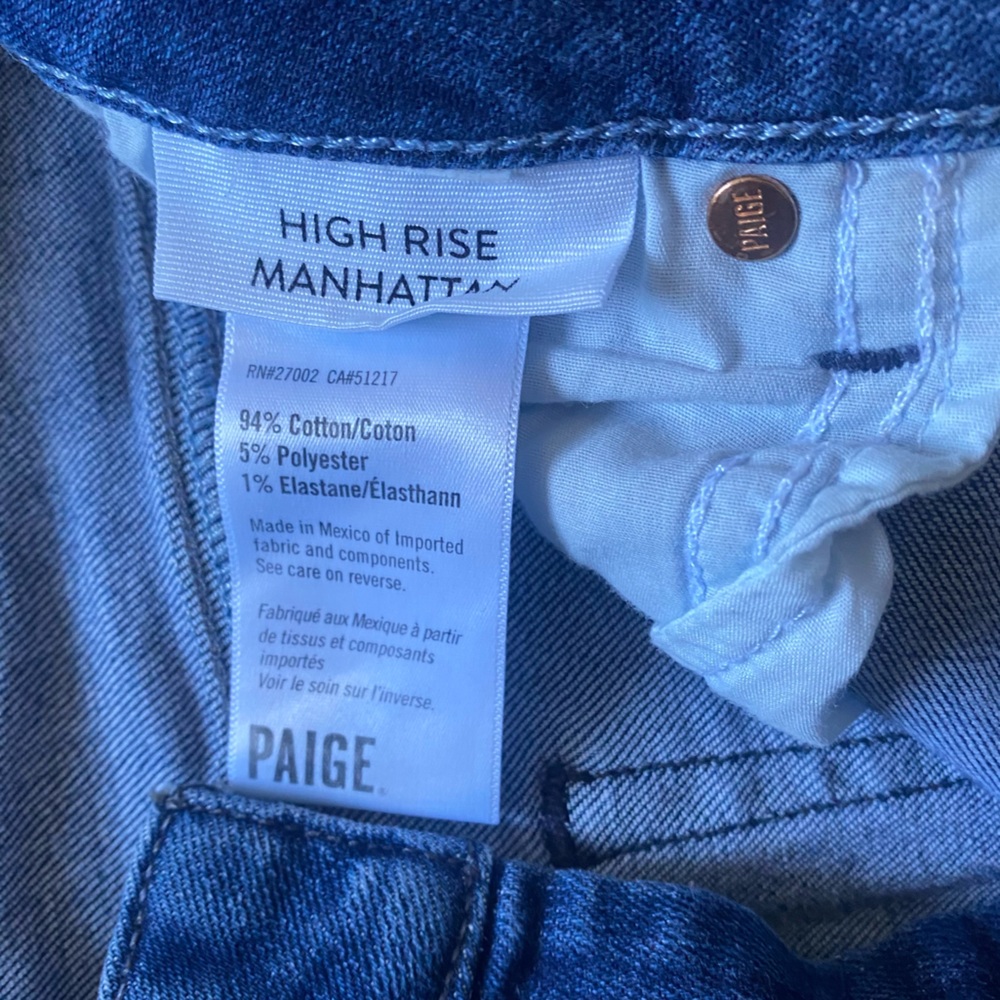 HIGH RISE
MANHATTAN
PAIGE
RN#27002 CA#51217
94% Cotton/Coton
5% Polyester
1% Elastane/Élasthann
Made in Mexico of Imported
fabric and components.
See care on reverse.
Fabriqué aux Mexique à partir
de tissus et composants
importés
Voir le soin sur l'inverse.
PAIGE